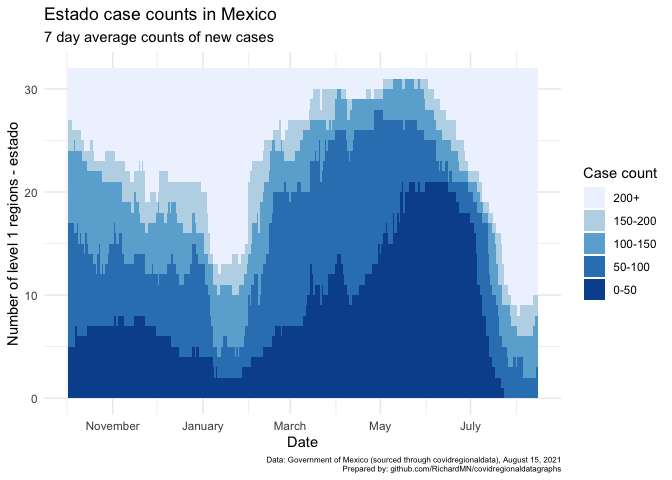 Estado case counts in Mexico
7 day average counts of new cases
Number of level 1 regions - estado
30
20
10
0
November
January
March
May
July
Date
Case count
200+
150-200
100-150
50-100
0-50
Data: Government of Mexico (sourced through covidregionaldata), August 15, 2021
Prepared by: github.com/RichardMN/covidregionaldatagraphs